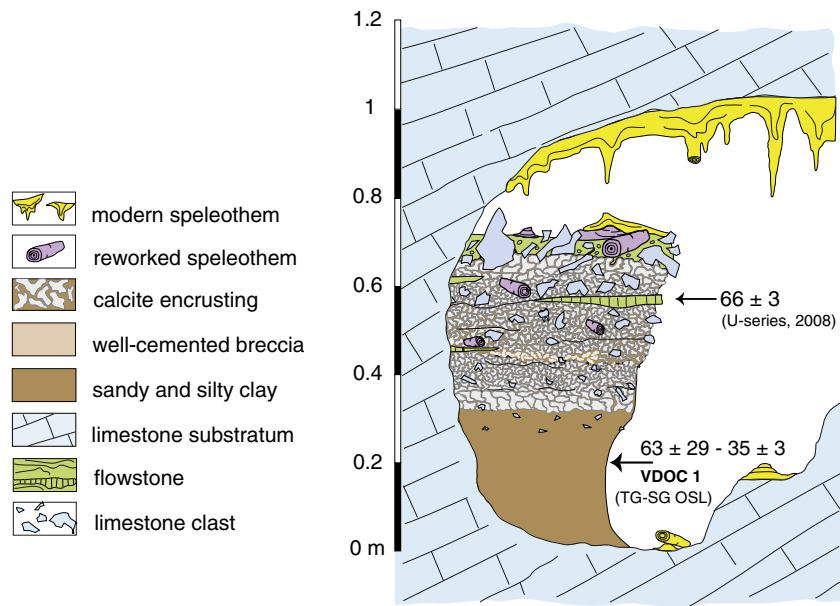 modern speleothem
reworked speleothem
calcite encrusting
well-cemented breccia
sandy and silty clay
limestone substratum
flowstone
limestone clast
1.2
1
0.8
0.6
0.4
0.2
0 m
66 ± 3
(U-series, 2008)
63 ± 29 - 35 ± 3
VDOC 1
(TG-SG OSL)